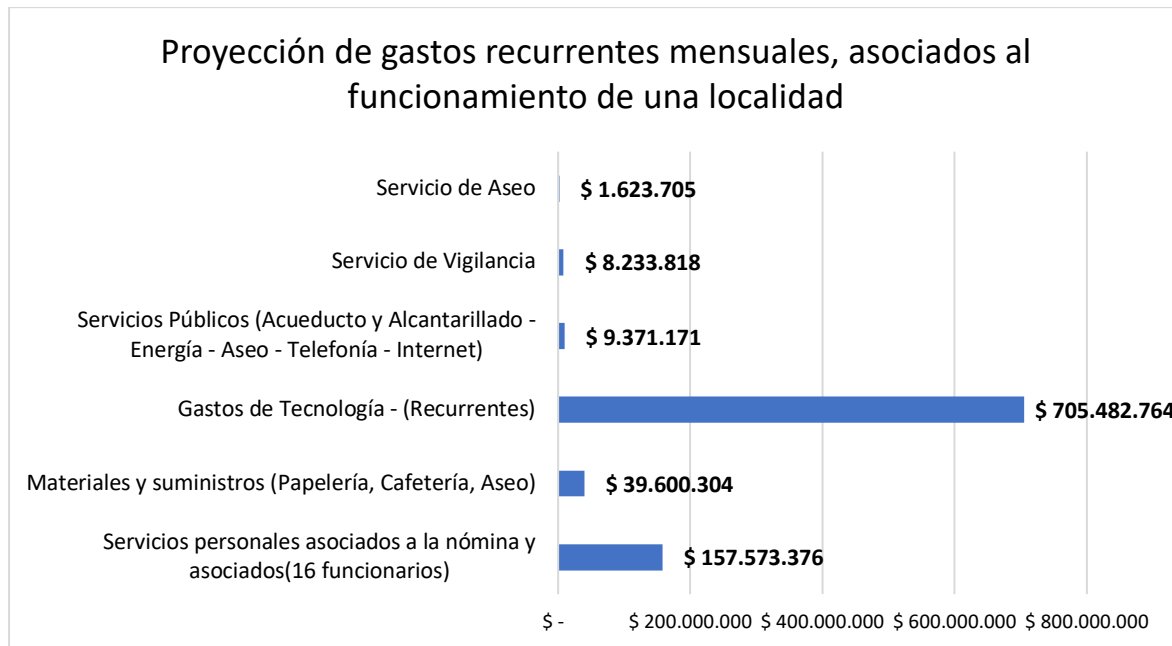 Proyección de gastos recurrentes mensuales, asociados al
funcionamiento de una localidad
Servicio de Aseo
$ 1.623.705
Servicio de Vigilancia
$ 8.233.818
Servicios Públicos (Acueducto y Alcantarillado -
Energía - Aseo - Telefonía - Internet)
$ 9.371.171
Gastos de Tecnología - (Recurrentes)
$ 705.482.764
Materiales y suministros (Papelería, Cafetería, Aseo)
$ 39.600.304
Servicios personales asociados a la nómina y
asociados(16 funcionarios)
$ 157.573.376
$ - $ 200.000.000 $ 400.000.000 $ 600.000.000 $ 800.000.000